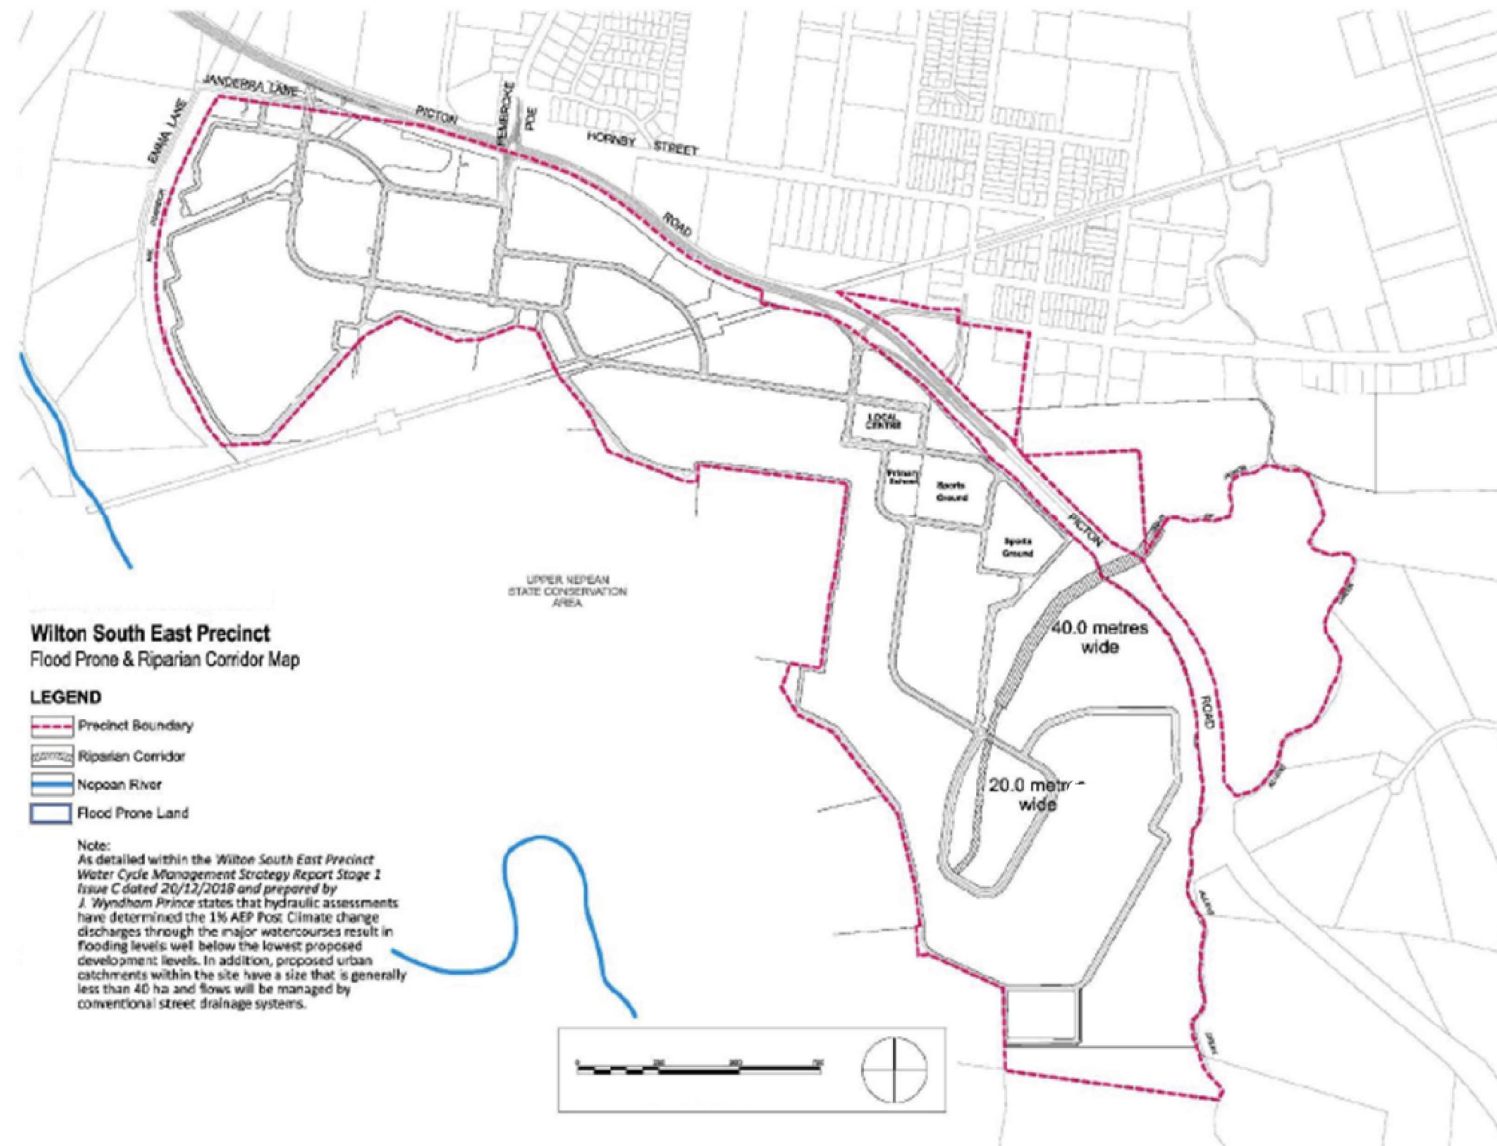 JANDERRA LANE
EMMA LANE
PICTON
PEMBROKE
PDE
HORNBY STREET
ROAD
LOCAL
CENTRE
Primary
School
Sports
Ground
Sports
Ground
PICTON
UPPER NEPEAN
STATE CONSERVATION
AREA
40.0 metres
wide
ROAD
20.0 metr
wide
Wilton South East Precinct
Flood Prone & Riparian Corridor Map
LEGEND
Precinct Boundary
Riparian Corridor
Nepean River
Flood Prone Land
Note:
As detailed within the Wilton South East Precinct
Water Cycle Management Strategy Report Stage 1
Issue C dated 20/12/2018 and prepared by
J. Wyndham Prince states that hydraulic assessments
have determined the 1% AEP Post Climate change
discharges through the major watercourses result in
flooding levels well below the lowest proposed
development levels. In addition, proposed urban
catchments within the site have a size that is generally
less than 40 ha and flows will be managed by
conventional street drainage systems.
ALLENS
CREEK